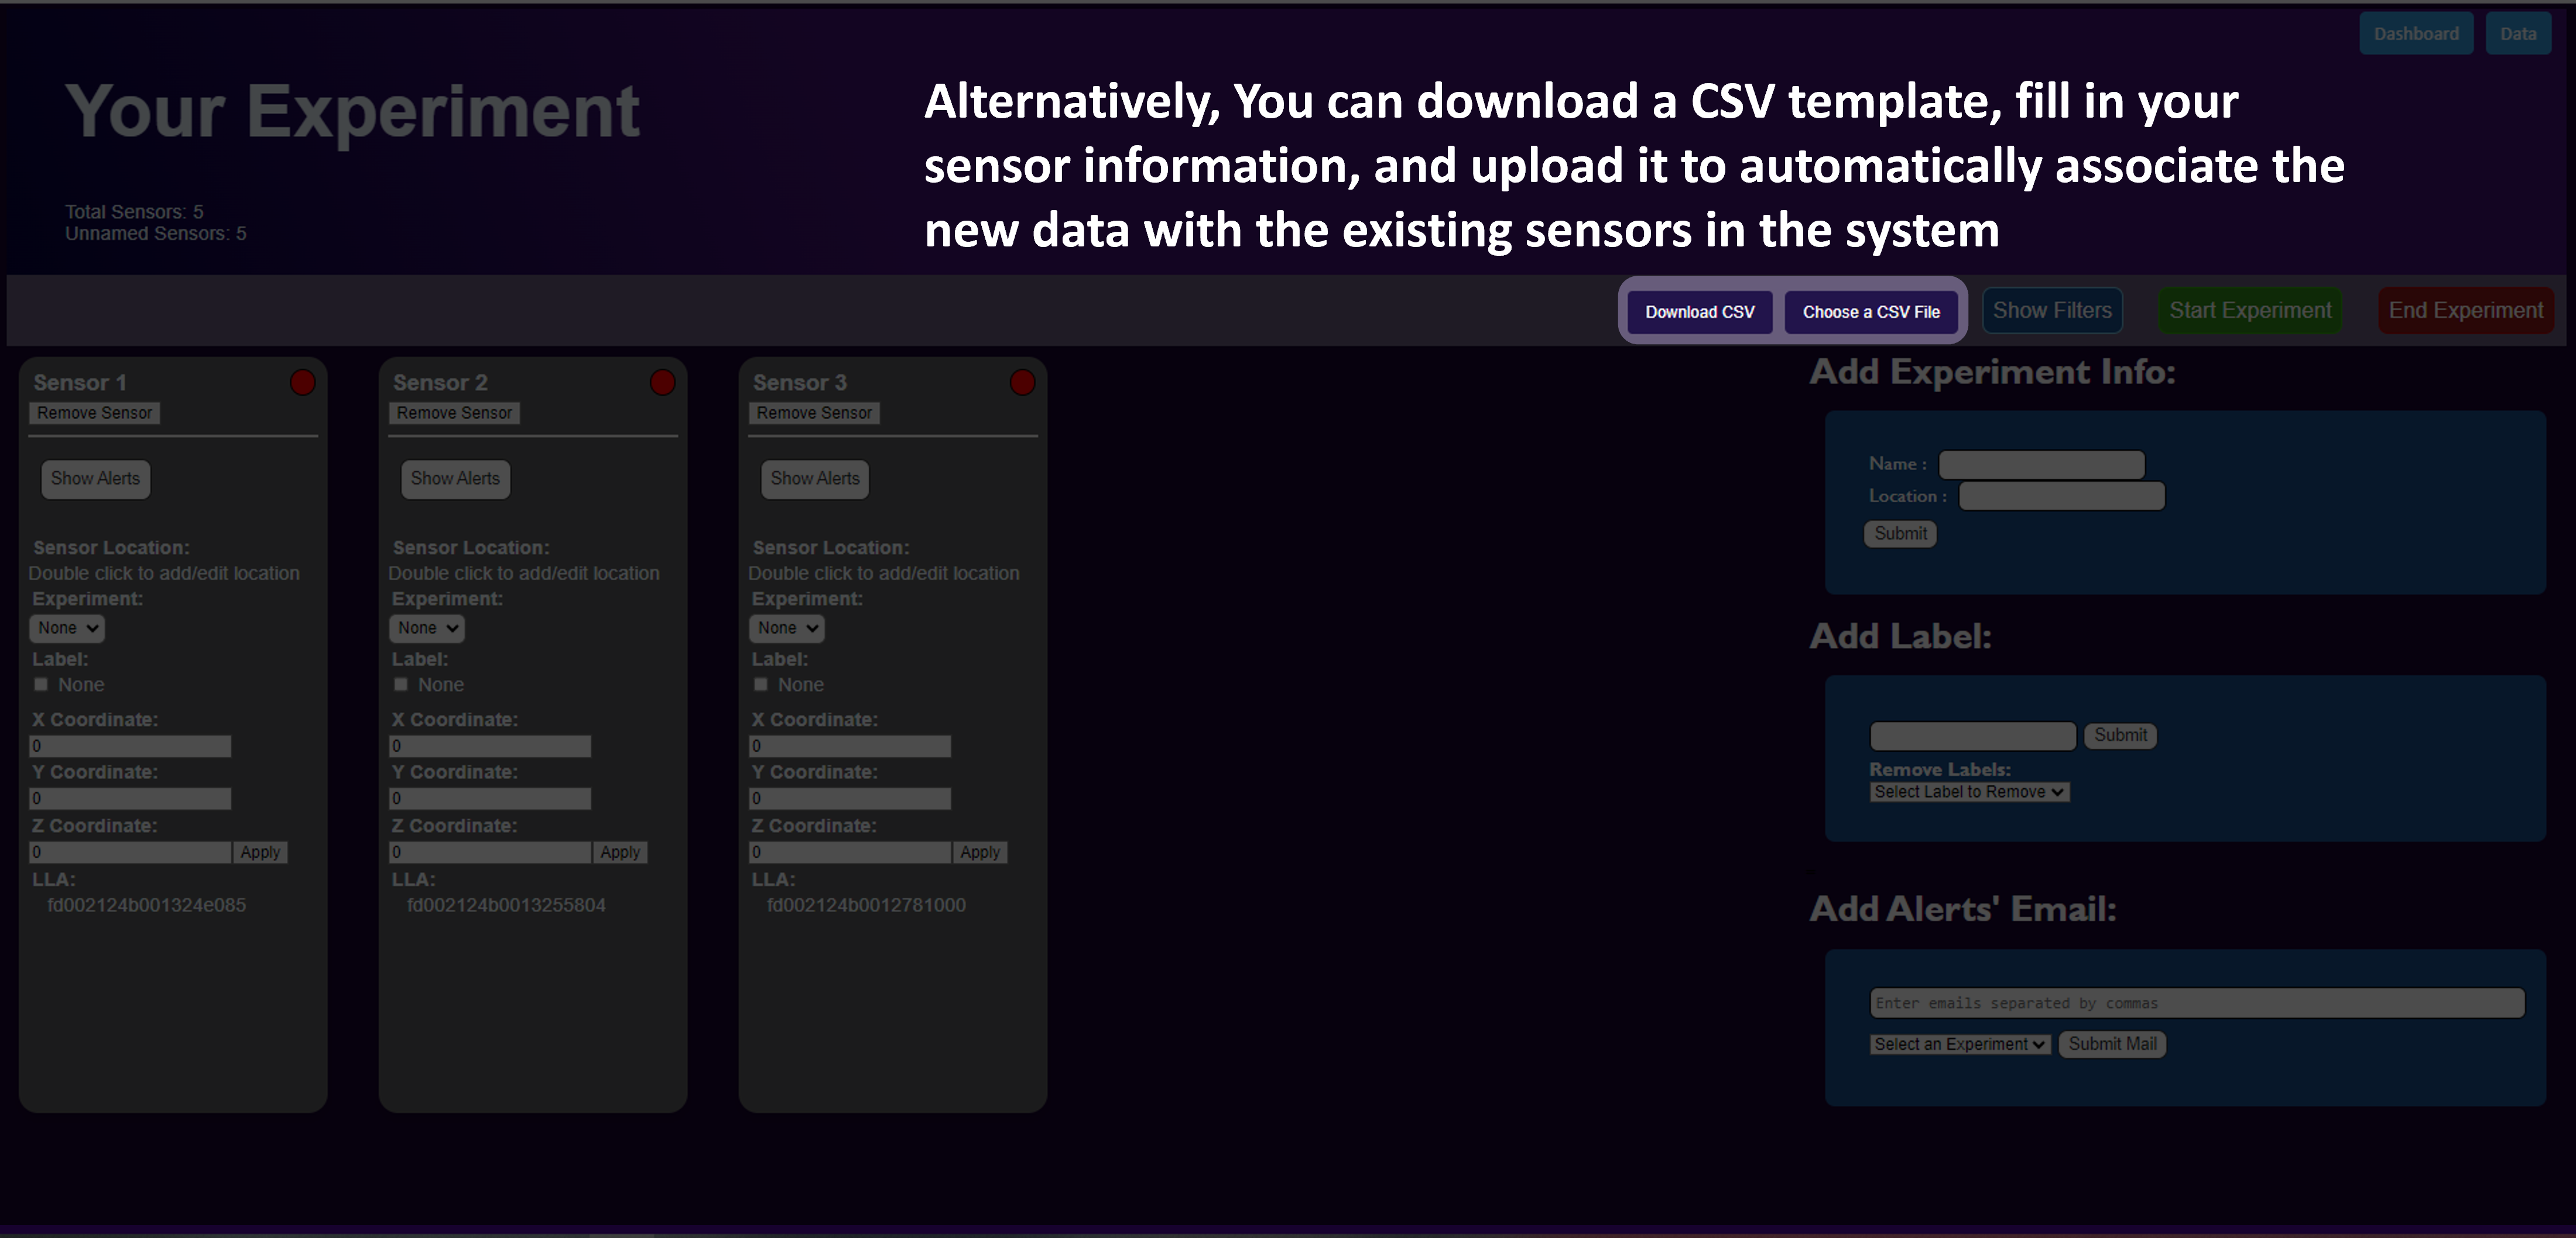 Dashboard
Data
Your Experiment
Alternatively, You can download a CSV template, fill in your
sensor information, and upload it to automatically associate the
new data with the existing sensors in the system
Total Sensors: 5
Unnamed Sensors: 5
Download CSV
Choose a CSV File
Show Filters
Start Experiment
End Experiment
Sensor 1
Remove Sensor
Show Alerts
Sensor Location:
Double click to add/edit location
Experiment:
None
Label:
None
X Coordinate:
0
Y Coordinate:
0
Z Coordinate:
0
Apply
LLA:
fd002124b001324e085
Sensor 2
Remove Sensor
Show Alerts
Sensor Location:
Double click to add/edit location
Experiment:
None
Label:
None
X Coordinate:
0
Y Coordinate:
0
Z Coordinate:
0
Apply
LLA:
fd002124b0013255804
Sensor 3
Remove Sensor
Show Alerts
Sensor Location:
Double click to add/edit location
Experiment:
None
Label:
None
X Coordinate:
0
Y Coordinate:
0
Z Coordinate:
0
Apply
LLA:
fd002124b0012781000
Add Experiment Info:
Name :
Location :
Submit
Add Label:
Submit
Remove Labels:
Select Label to Remove
Add Alerts' Email:
Enter emails separated by commas
Select an Experiment
Submit Mail